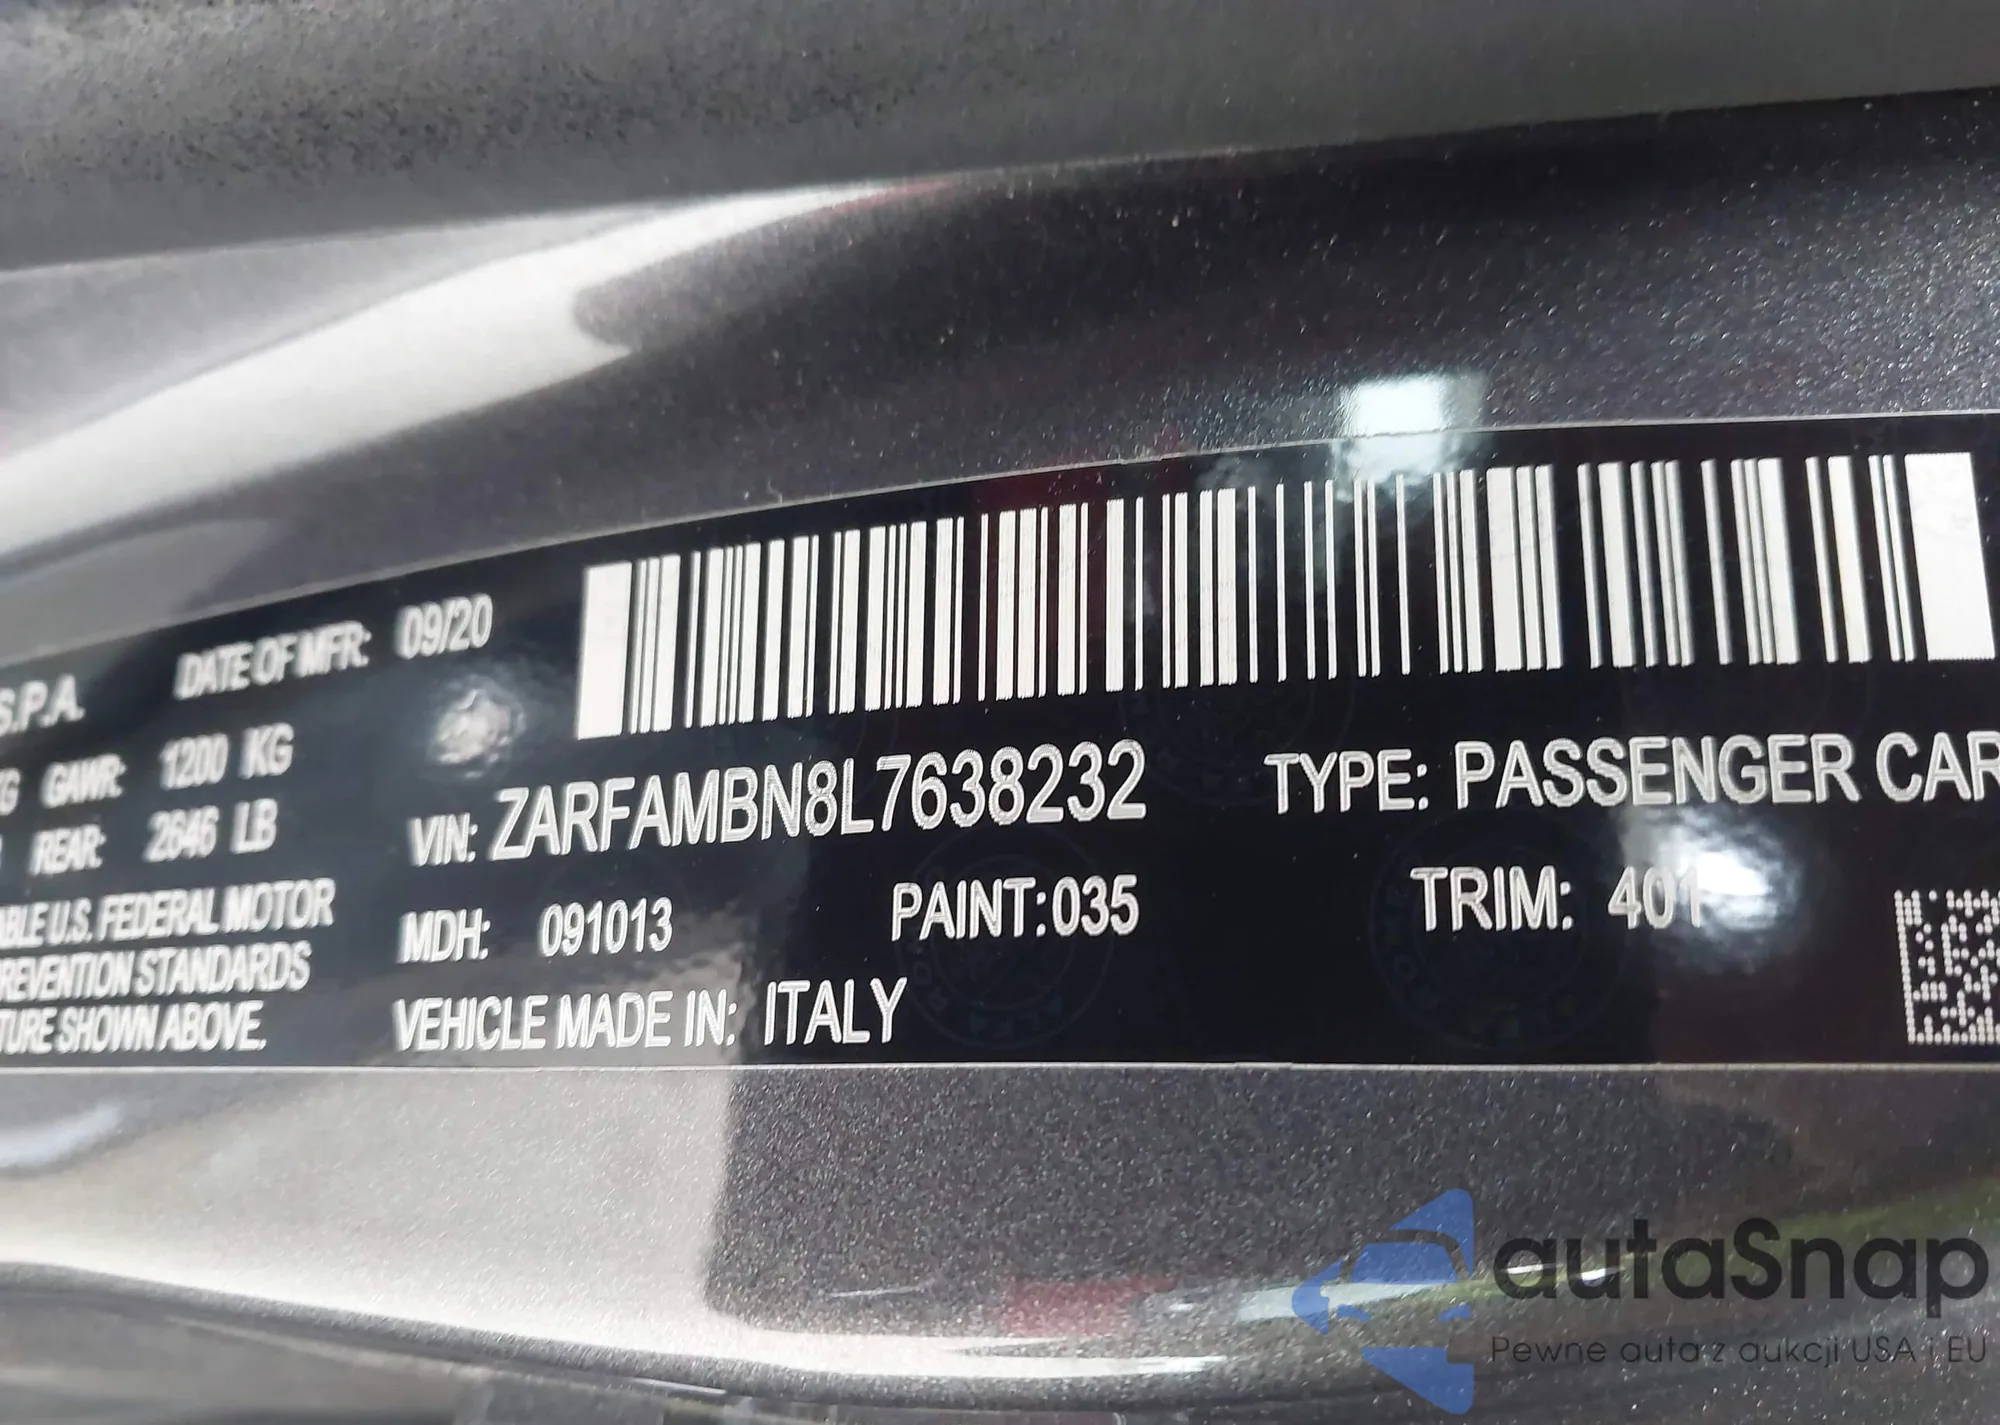 S.P.A. DATE OF MFR: 09/20
KG GAWR: 1200 KG
REAR: 2646 LB
VIN: ZARFAMBN8L7638232 TYPE: PASSENGER CAR
ABLE U.S. FEDERAL MOTOR
MDH: 091013 PAINT:035 TRIM: 401
REVENTION STANDARDS
TURE SHOWN ABOVE.
VEHICLE MADE IN: ITALY
autaSnap
Pewne auta z aukcji USA i EU